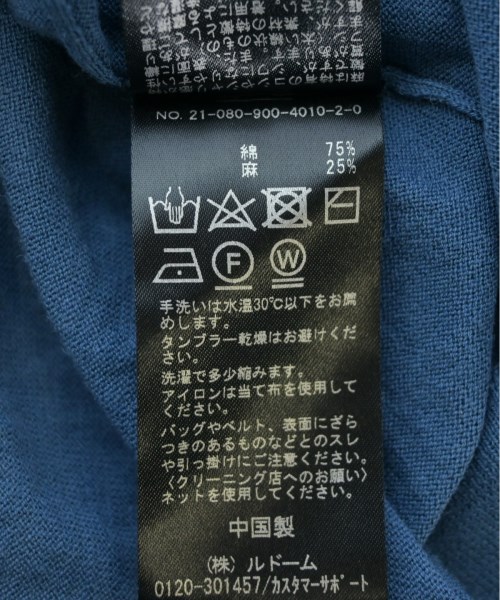 NO. 21-080-900-4010-2-0
綿 75%
麻 25%
F
W
手洗いは水温30℃以下をお薦
めします。
タンブラー乾燥はお避けくだ
さい。
洗濯で多少縮みます。
アイロンは当て布を使用して
ください。
バッグやベルト、表面にざら
つきのあるものなどとのスレ
や引っ掛けにご注意ください。
〈クリーニング店へのお願い〉
ネットを使用してください。
中国製
(株) ルドーム
0120-301457/カスタマーサポート